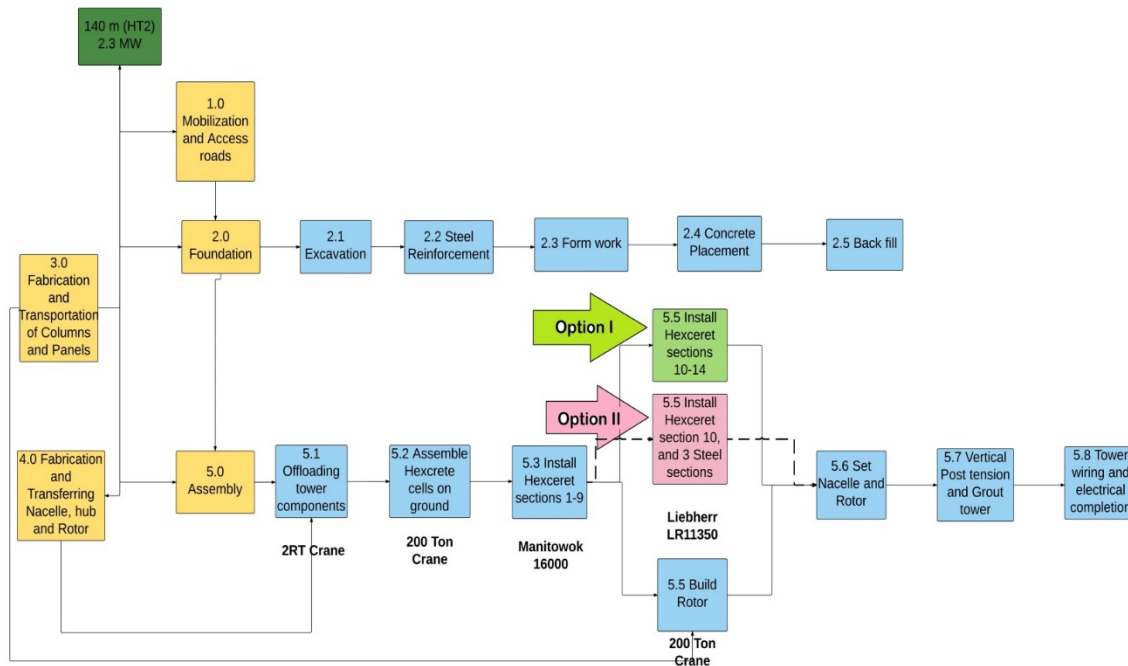 140 m (HT2)
2.3 MW
1.0
Mobilization
and Access
roads
2.0
Foundation
2.1
Excavation
2.2 Steel
Reinforcement
2.3 Form work
2.4 Concrete
Placement
2.5 Back fill
3.0
Fabrication
and
Transportation
of Columns
and Panels
Option I
5.5 Install
Hexceret
sections
10-14
Option II
5.5 Install
Hexceret
section 10,
and 3 Steel
sections
4.0 Fabrication
and
Transferring
Nacelle, hub
and Rotor
5.0
Assembly
5.1
Offloading
tower
components
2RT Crane
5.2 Assemble
Hexcrete
cells on
ground
200 Ton
Crane
5.3 Install
Hexceret
sections 1-9
Manitowok
16000
Liebherr
LR11350
5.5 Build
Rotor
200 Ton
Crane
5.6 Set
Nacelle and
Rotor
5.7 Vertical
Post tension
and Grout
tower
5.8 Tower
wiring and
electrical
completion